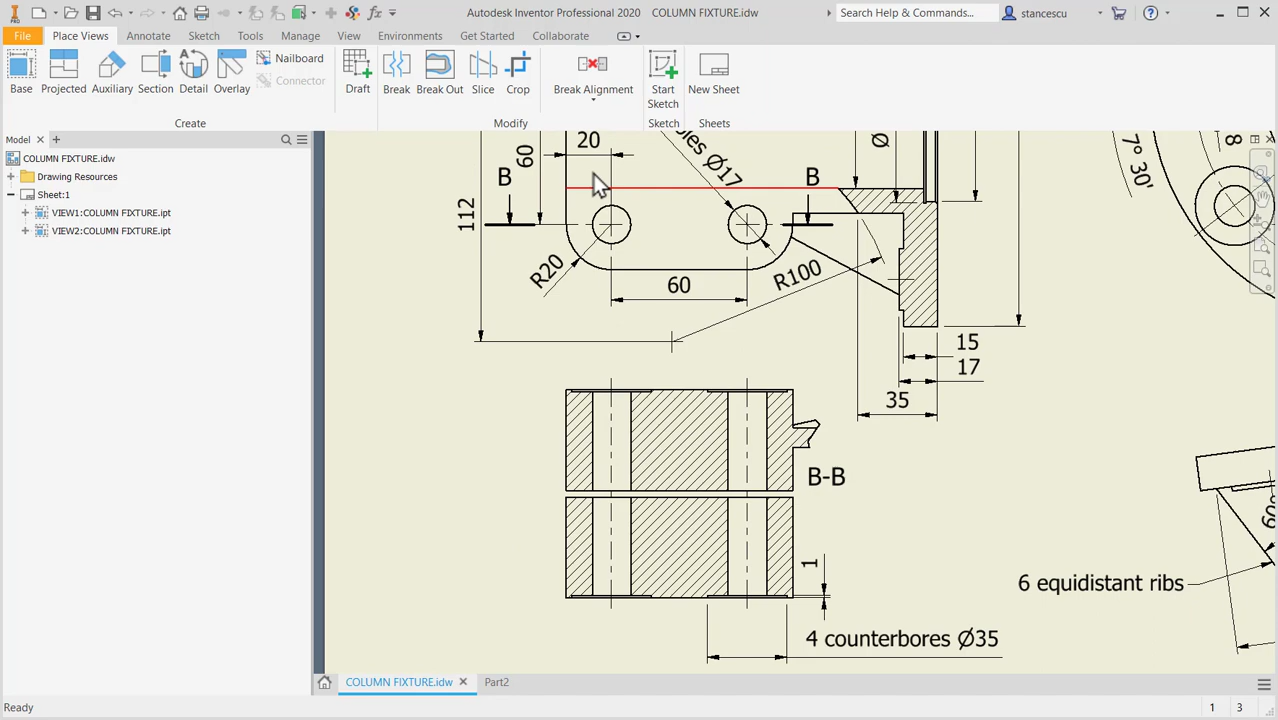 PRO
Autodesk Inventor Professional 2020 COLUMN FIXTURE.idw
Search Help & Commands...
stancescu
File Place Views Annotate Sketch Tools Manage View Environments Get Started Collaborate
Base Projected Auxiliary Section Detail Overlay
Nailboard
Connector
Draft
Break Break Out Slice Crop
Break Alignment
Start Sketch
New Sheet
Create
Modify
Sketch
Sheets
Model
COLUMN FIXTURE.idw
Drawing Resources
Sheet:1
VIEW1:COLUMN FIXTURE.ipt
VIEW2:COLUMN FIXTURE.ipt
20
60
Ø17
Ø
8
7° 30'
B
B
112
R20
60
R100
15
17
35
B-B
1
4 counterbores Ø35
6 equidistant ribs
60°
COLUMN FIXTURE.idw
Part2
Ready
1 3